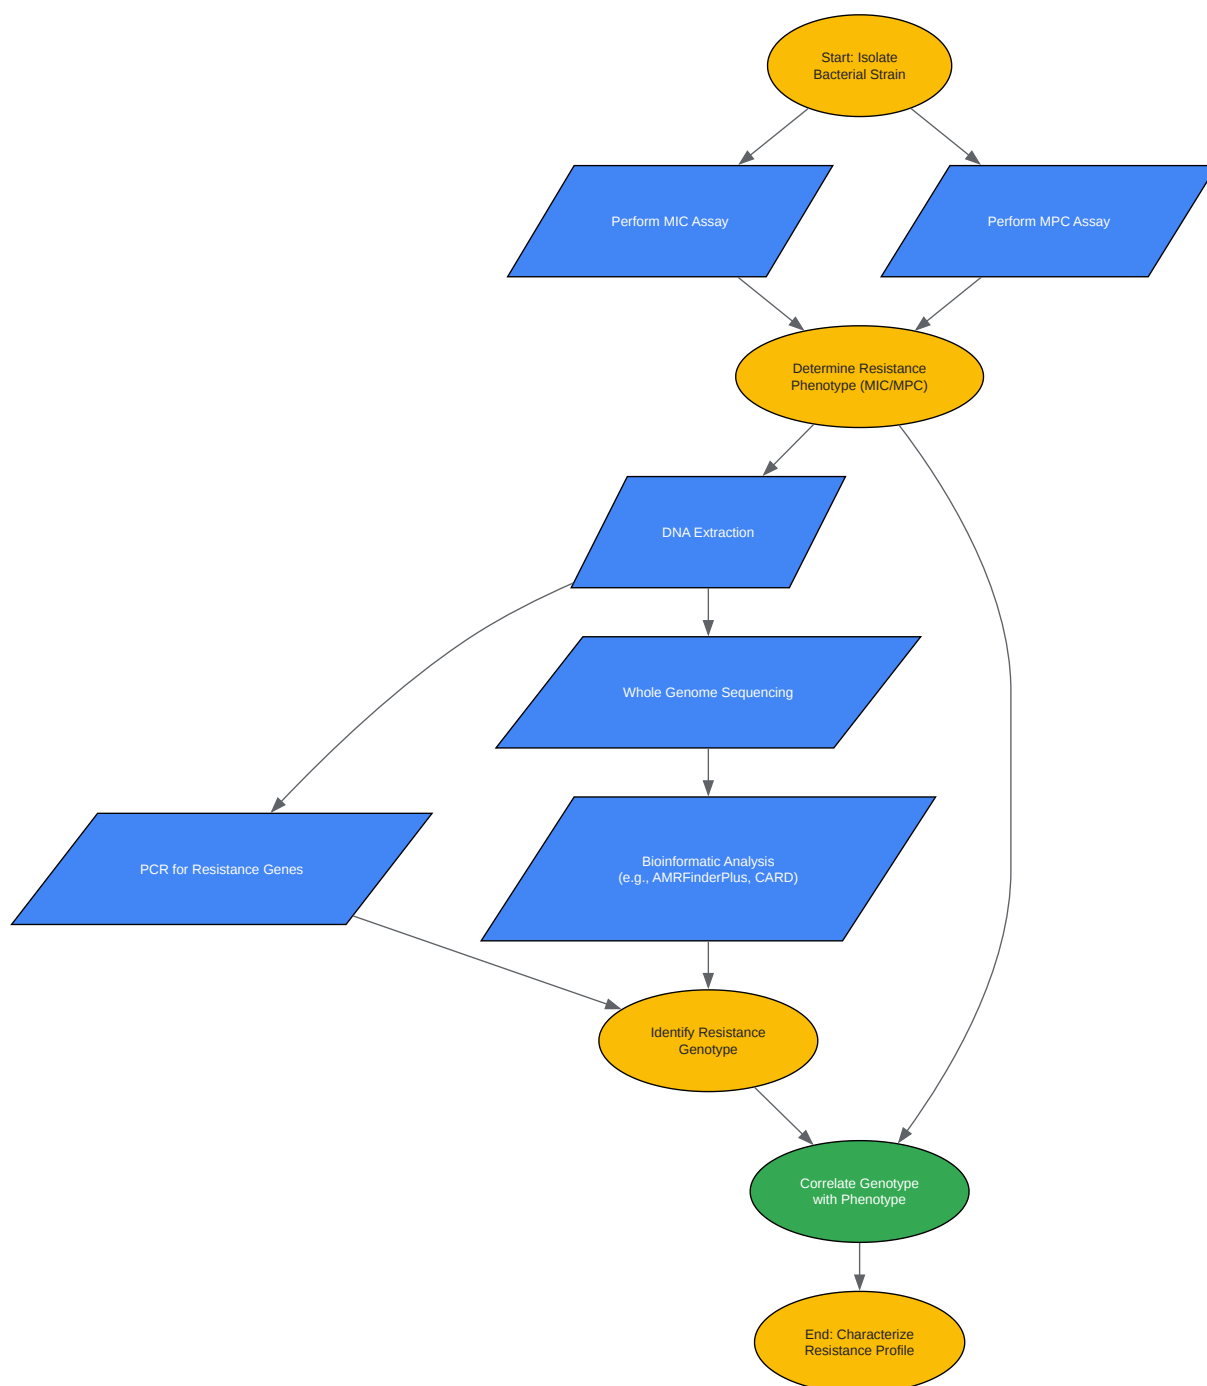 Start: Isolate
Bacterial Strain
Perform MIC Assay
Perform MPC Assay
Determine Resistance
Phenotype (MIC/MPC)
DNA Extraction
Whole Genome Sequencing
PCR for Resistance Genes
Bioinformatic Analysis
(e.g., AMRFinderPlus, CARD)
Identify Resistance
Genotype
Correlate Genotype
with Phenotype
End: Characterize
Resistance Profile